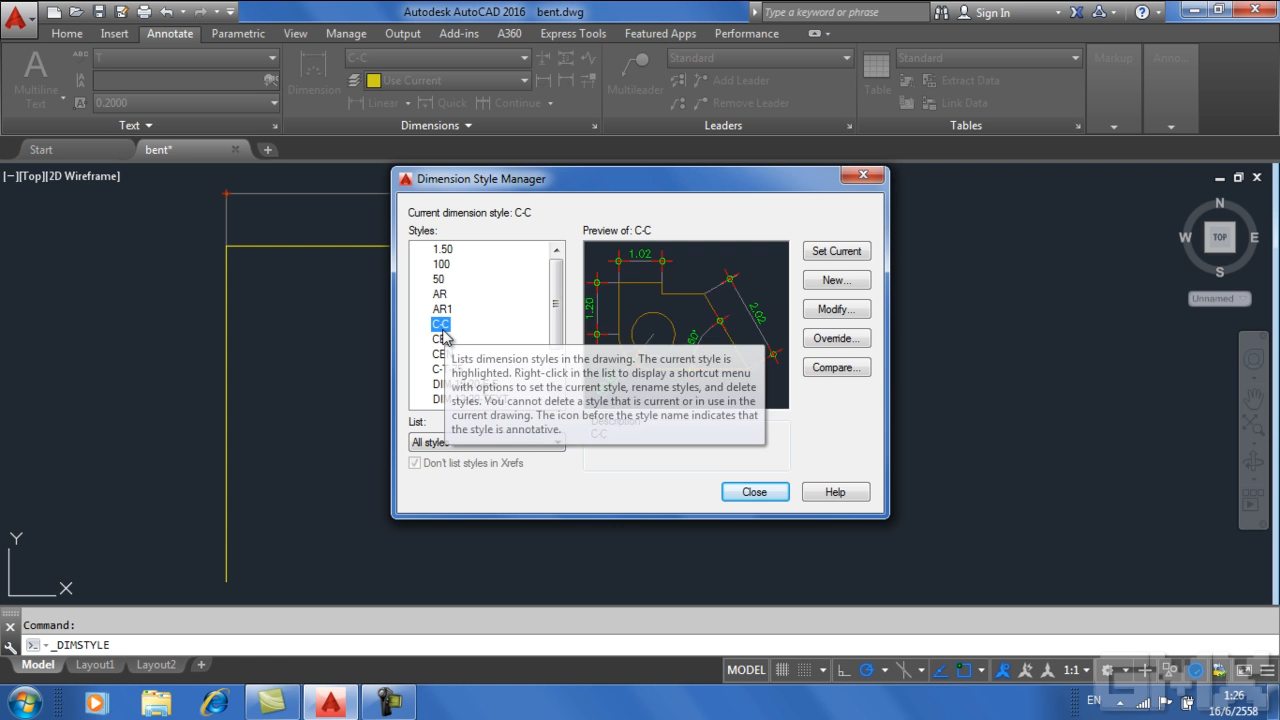 Autodesk AutoCAD 2016 bent.dwg
Type a keyword or phrase
Sign In
Home Insert Annotate Parametric View Manage Output Add-ins A360 Express Tools Featured Apps Performance
Multiline
Text
ABC
0.2000
Text
Dimension
C-C
Use Current
Linear Quick Continue
Dimensions
Multileader
Standard
Add Leader
Remove Leader
Leaders
Table
Standard
Extract Data
Link Data
Tables
Markup
Anno...
Start bent*
[−][Top][2D Wireframe]
N
W TOP E
S
Unnamed
Dimension Style Manager
Current dimension style: C-C
Styles:
1.50
100
50
AR
AR1
C-C
Preview of: C-C
1.02
1.20
2.02
Set Current
New...
Modify...
Override...
Compare...
Lists dimension styles in the drawing. The current style is
highlighted. Right-click in the list to display a shortcut menu
with options to set the current style, rename styles, and delete
styles. You cannot delete a style that is current or in use in the
current drawing. The icon before the style name indicates that
the style is annotative.
List:
Description
C-C
All styles
Don't list styles in Xrefs
Close Help
Y
X
Command:
_DIMSTYLE
Model Layout1 Layout2
MODEL
1:1
EN
1:26
16/6/2558